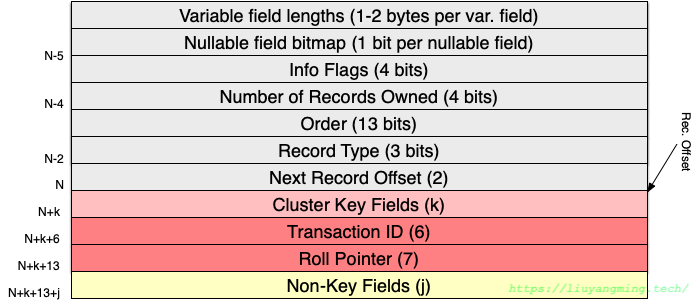 Variable field lengths (1-2 bytes per var. field)
Nullable field bitmap (1 bit per nullable field)
N-5
Info Flags (4 bits)
N-4
Number of Records Owned (4 bits)
Order (13 bits)
Rec. Offset
N-2
Record Type (3 bits)
N
Next Record Offset (2)
N+k
Cluster Key Fields (k)
N+k+6
Transaction ID (6)
N+k+13
Roll Pointer (7)
N+k+13+j
Non-Key Fields (j)
https://liuyangming.tech/